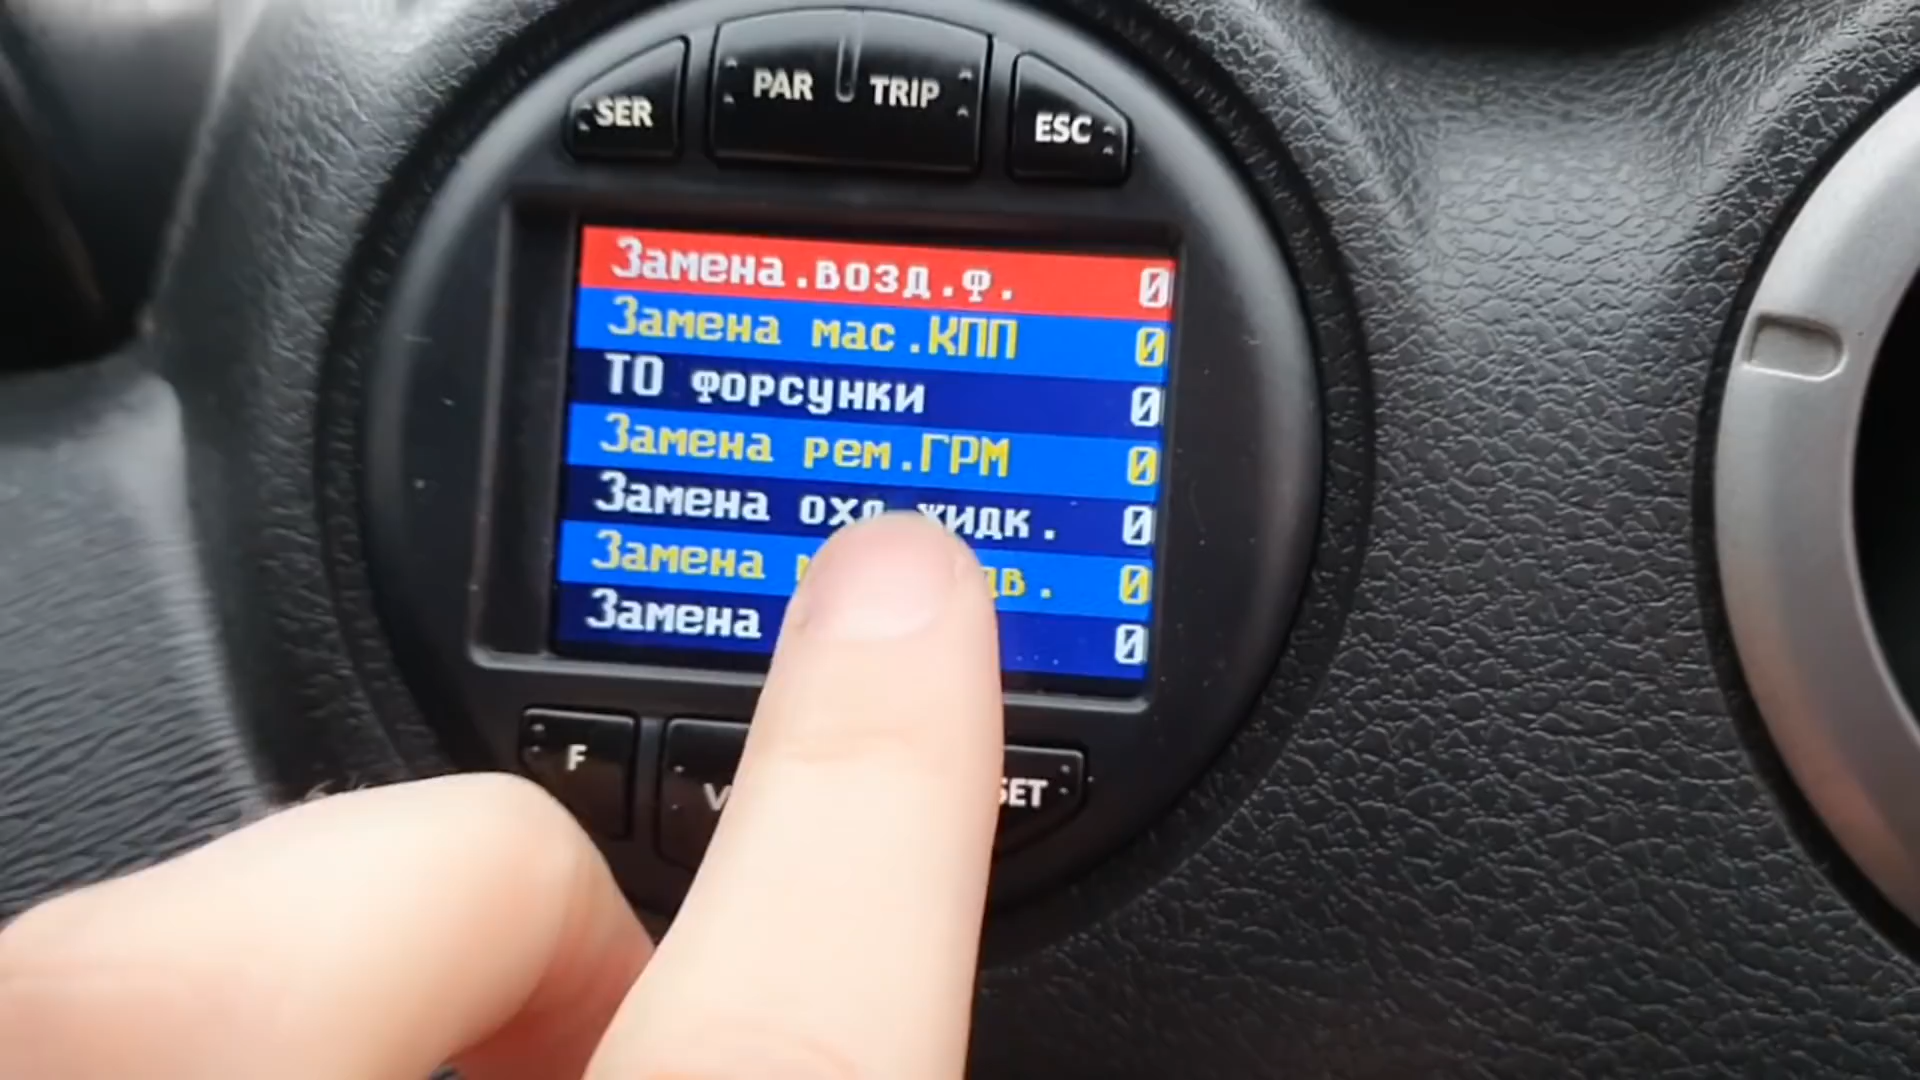 SER PAR TRIP ESC
Замена.возд.ф. 0
Замена мас.КПП 0
ТО форсунки 0
Замена рем.ГРМ 0
Замена охл.жидк. 0
Замена 0
Замена 0
F